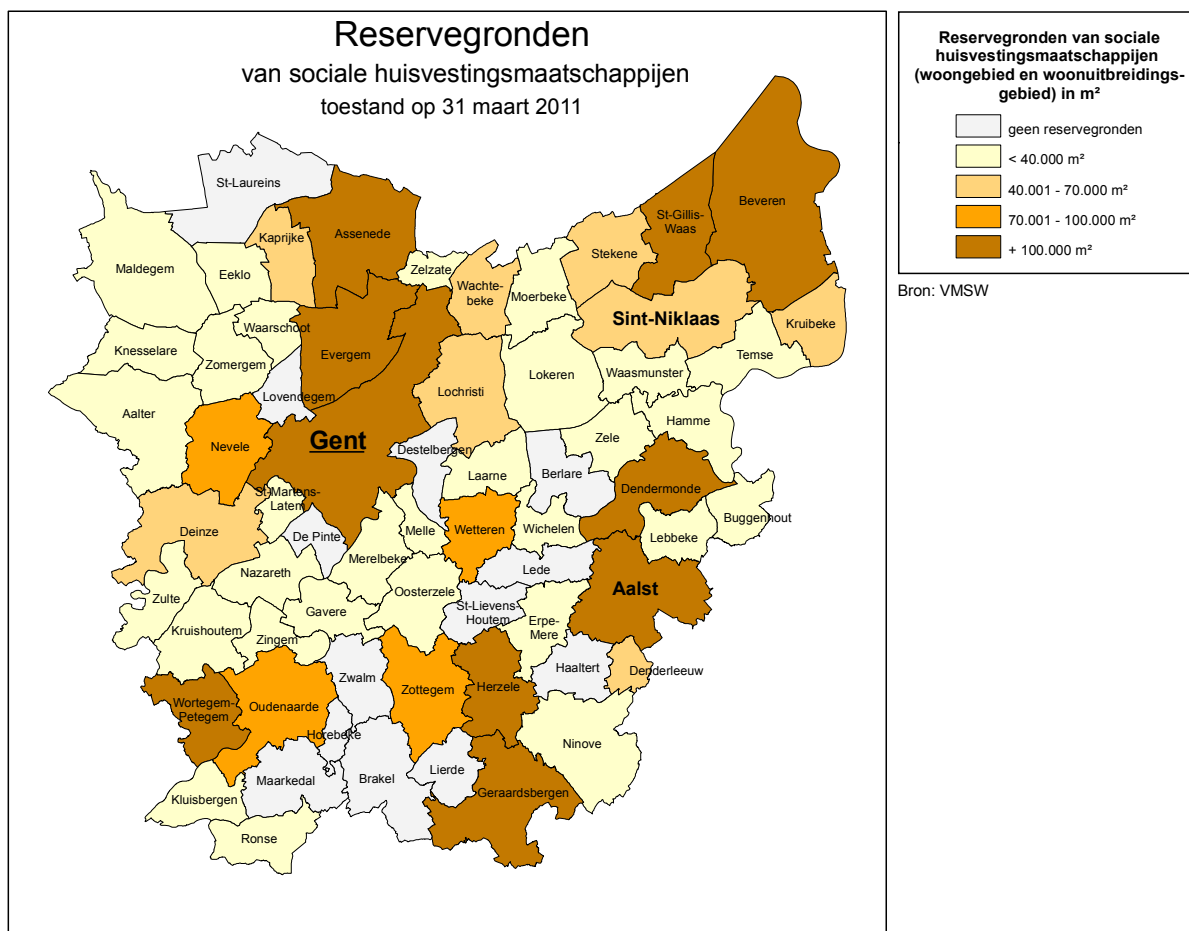 Reservegronden
van sociale huisvestingsmaatschappijen
toestand op 31 maart 2011
Reservegronden van sociale
huisvestingsmaatschappijen
(woongebied en woonuitbreidings-
gebied) in m²
geen reservegronden
< 40.000 m²
40.001 - 70.000 m²
70.001 - 100.000 m²
+ 100.000 m²
Bron: VMSW
St-Laureins
Kaprijke
Assenede
Maldegem
Eeklo
Zelzate
Wachte-
beke
Moerbeke
Stekene
St-Gillis-
Waas
Beveren
Sint-Niklaas
Kruibeke
Temse
Waarschoot
Knesselare
Zomergem
Evergem
Lovendegem
Lochristi
Lokeren
Waasmunster
Aalter
Nevele
Gent
Destelbergen
Laarne
Berlare
Zele
Hamme
Dendermonde
St-Martens-
Latem
Deinze
De Pinte
Melle
Wetteren
Wichelen
Lebbeke
Buggenhout
Merelbeke
Nazareth
Lede
Zulte
Oosterzele
Gavere
Aalst
St-Lievens-
Houtem
Erpe-
Mere
Kruishoutem
Zingem
Haaltert
Denderleeuw
Zwalm
Zottegem
Herzele
Wortegem-
Petegem
Oudenaarde
Horebeke
Ninove
Maarkedal
Brakel
Lierde
Geraardsbergen
Kluisbergen
Ronse